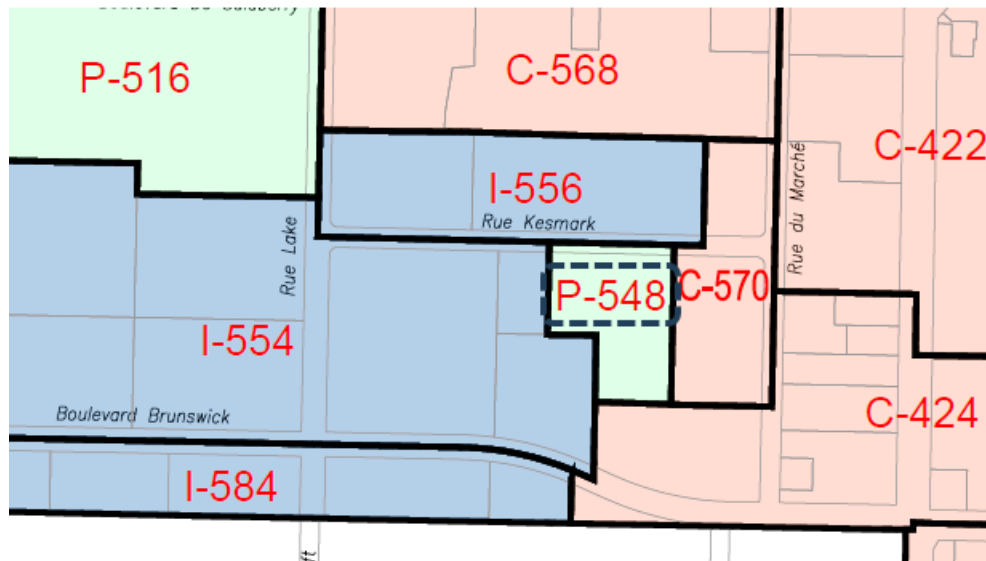 P-516
C-568
C-422
I-556
Rue Kesmark
Rue du Marché
Rue Lake
P-548
C-570
I-554
Boulevard Brunswick
C-424
I-584